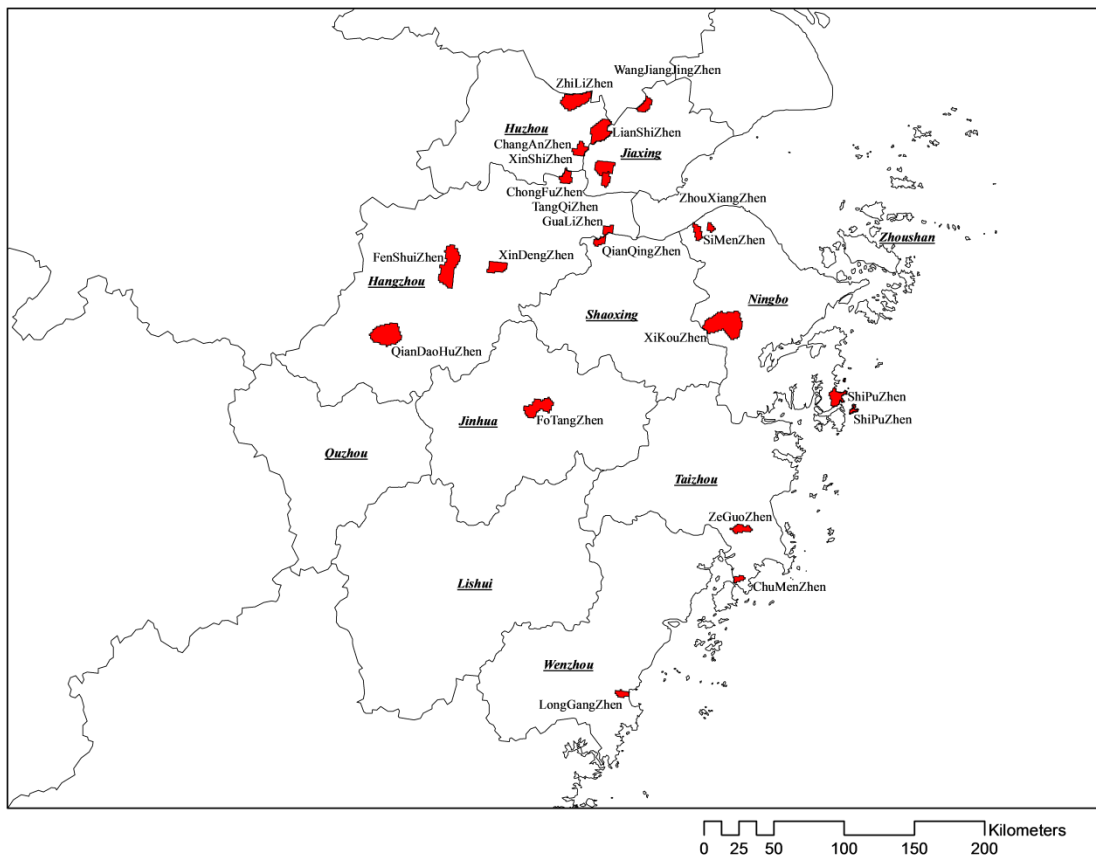 WangJiangJingZhen
ZhiLiZhen
Huzhou
LianShiZhen
ChangAnZhen
Jiaxing
XinShiZhen
ChongFuZhen
TangQiZhen
ZhouXiangZhen
GuaLiZhen
SiMenZhen
Zhoushan
QianQingZhen
FenShuiZhen
XinDengZhen
Hangzhou
Ningbo
Shaoxing
XiKouZhen
QianDaoHuZhen
ShiPuZhen
ShiPuZhen
Jinhua
FoTangZhen
Quzhou
Taizhou
ZeGuoZhen
Lishui
ChuMenZhen
Wenzhou
LongGangZhen
Kilometers
0 25 50 100 150 200